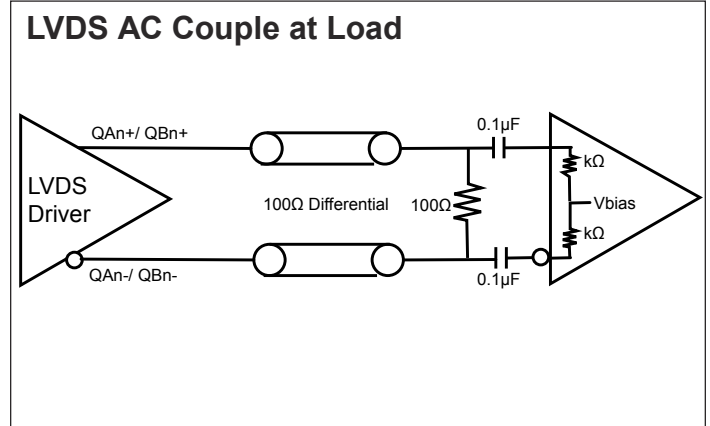 LVDS AC Couple at Load
0.1µF
QAn+/ QBn+
kΩ
LVDS
Driver
100Ω Differential
100Ω
Vbias
kΩ
QAn-/ QBn-
0.1µF